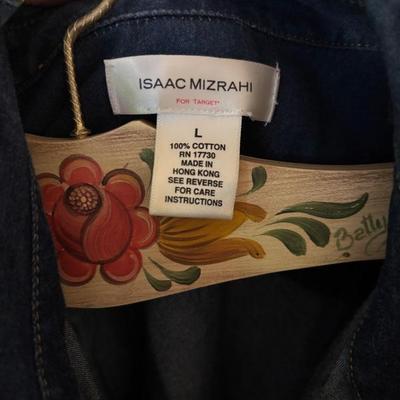 ISAAC MIZRAHI
FOR TARGET
L
100% COTTON
RN 17730
MADE IN
HONG KONG
SEE REVERSE
FOR CARE
INSTRUCTIONS
Betty